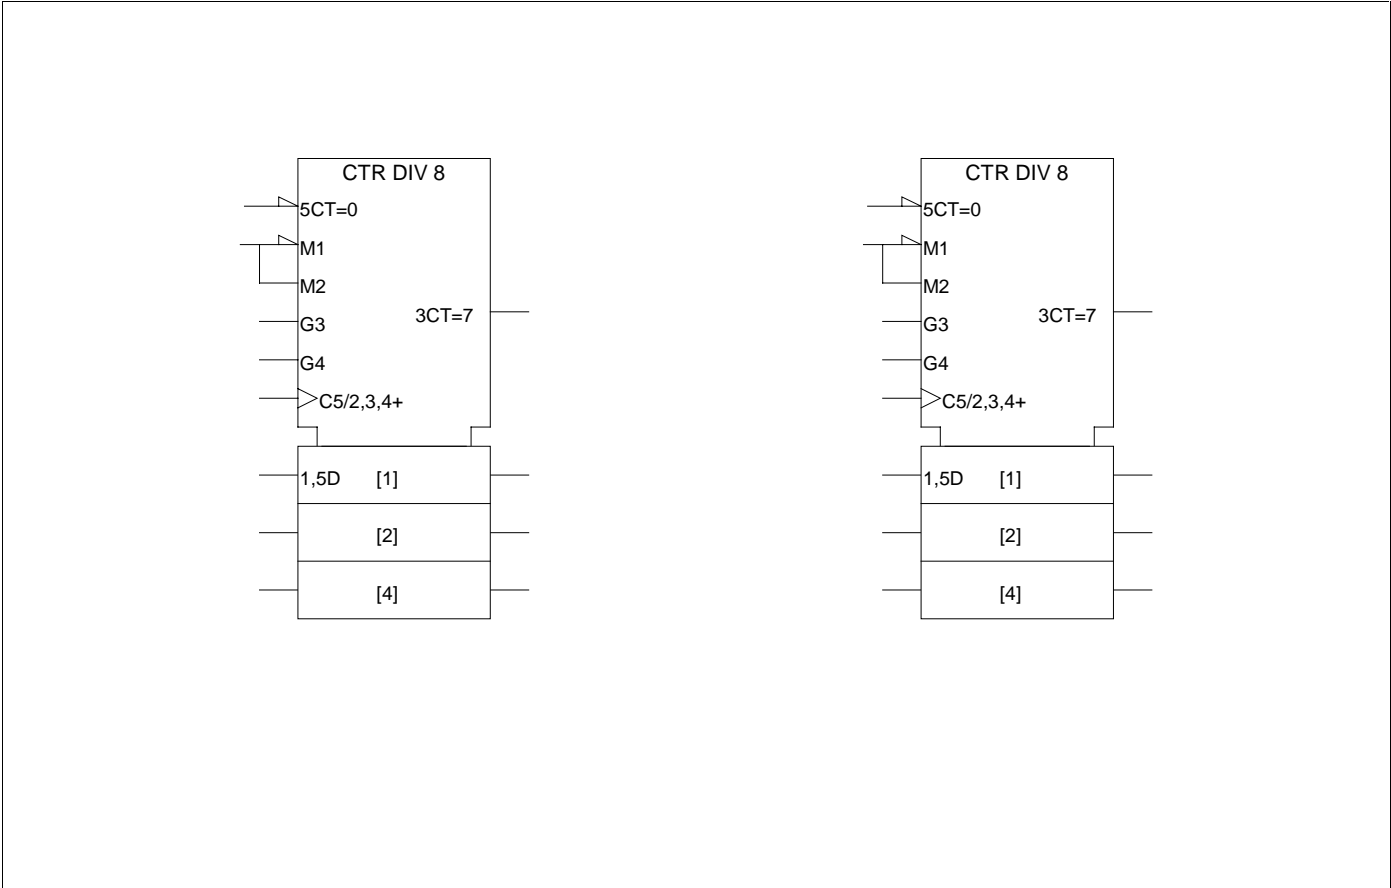 CTR DIV 8
5CT=0
M1
M2
3CT=7
G3
G4
C5/2,3,4+
1,5D [1]
[2]
[4]
CTR DIV 8
5CT=0
M1
M2
3CT=7
G3
G4
C5/2,3,4+
1,5D [1]
[2]
[4]